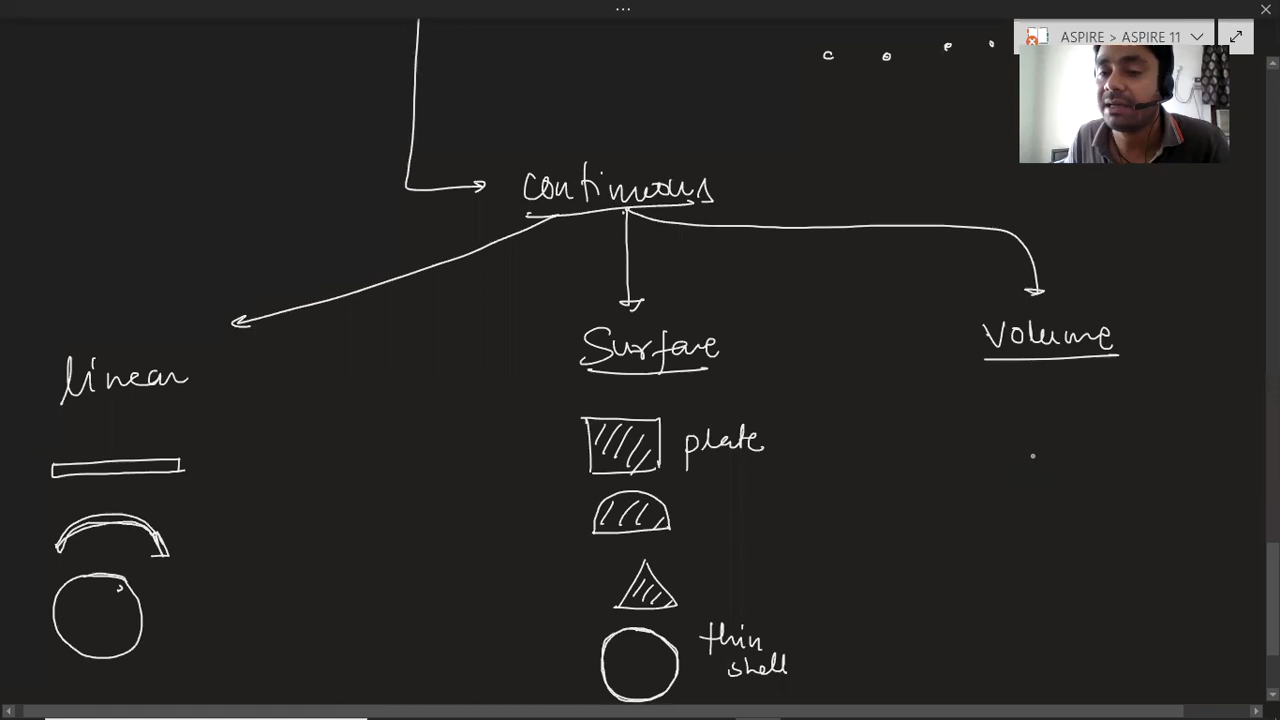 ASPIRE > ASPIRE 11
continuous
linear
Surface
Volume
plate
thin
shell